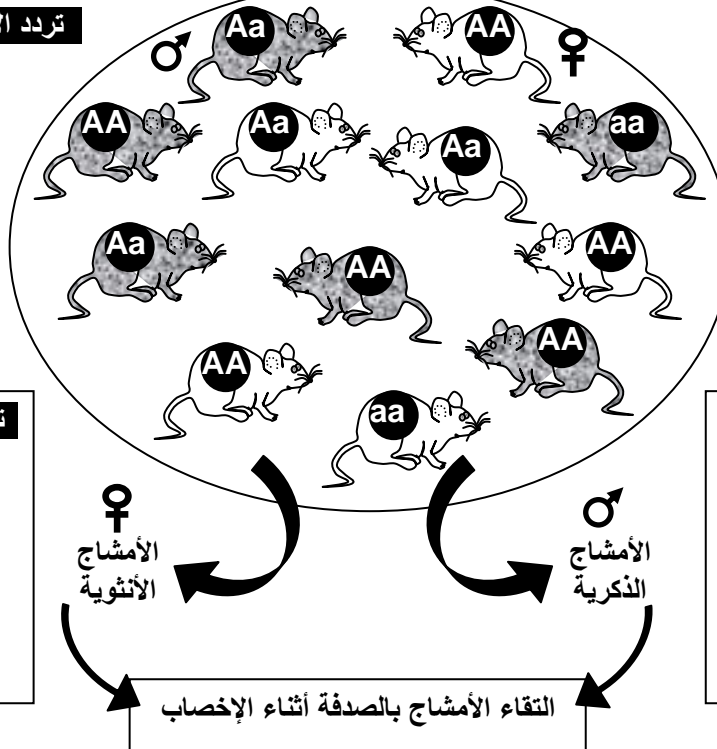 تردد
Aa AA
AA Aa Aa aa
Aa AA AA
AA AA
aa
الأمشاج
الأنثوية
الأمشاج
الذكرية
التقاء الأمشاج بالصدفة أثناء الإخصاب